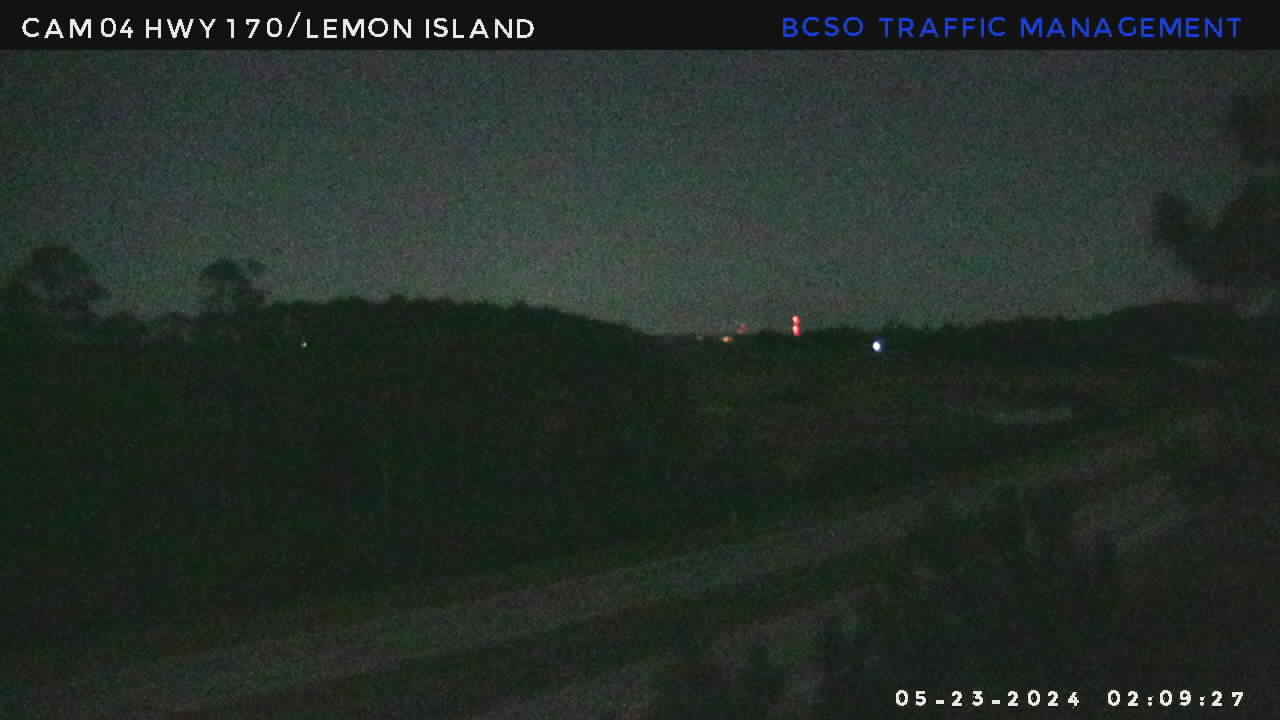 CAM04 HWY 170/LEMON ISLAND
BCSO TRAFFIC MANAGEMENT
05-23-2024 02:09:27